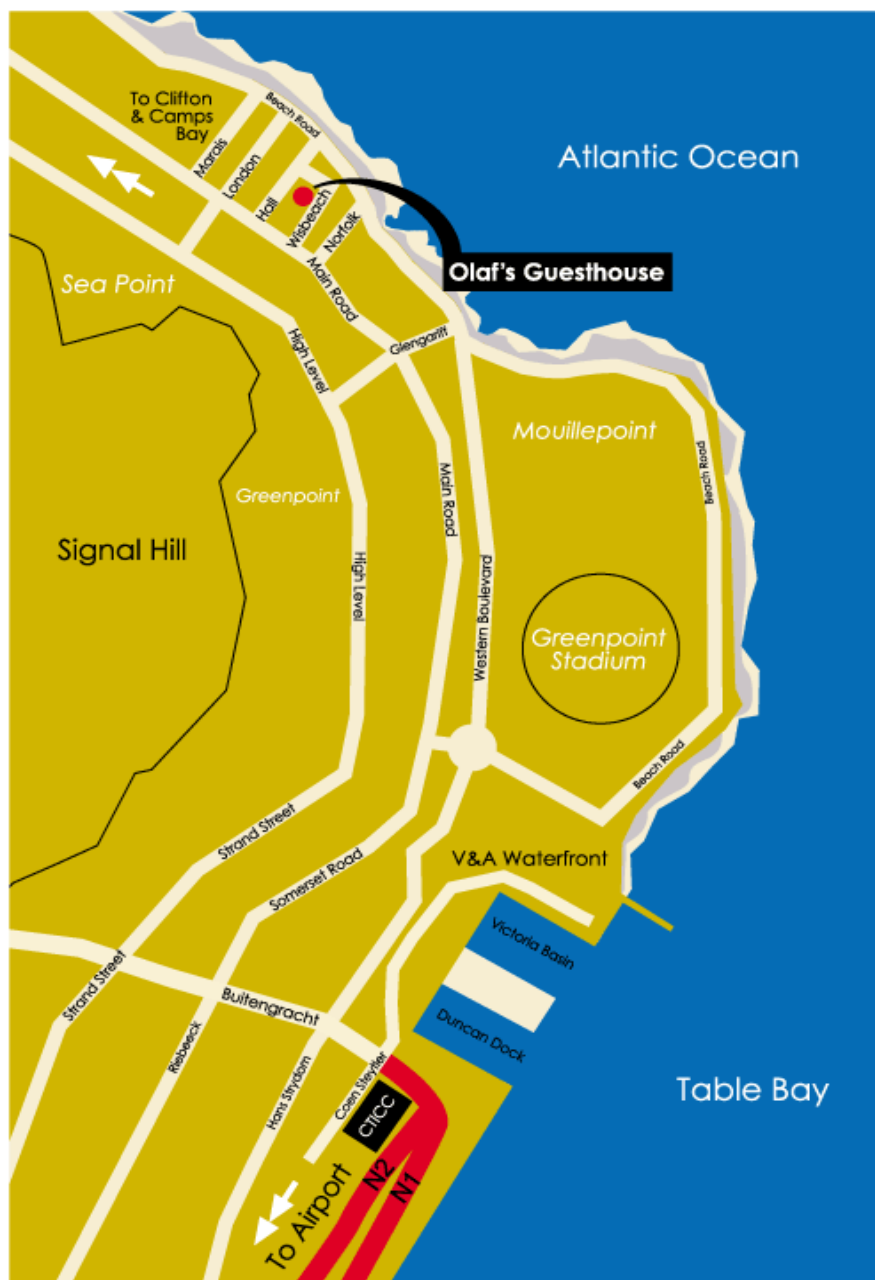 To Clifton
& Camps
Bay
Beach Road
Marais
London
Hall
Wisbeach
Norfolk
Atlantic Ocean
Olaf's Guesthouse
Sea Point
Main Road
High Level
Glengariff
Mouillepoint
Beach Road
Greenpoint
Main Road
Signal Hill
High Level
Western Boulevard
Greenpoint
Stadium
Beach Road
Strand Street
Somerset Road
V&A Waterfront
Victoria Basin
Strand Street
Buitengracht
Duncan Dock
Riebeeck
Hans Strydom
Coen Steytler
CTICC
Table Bay
N2
N1
To Airport